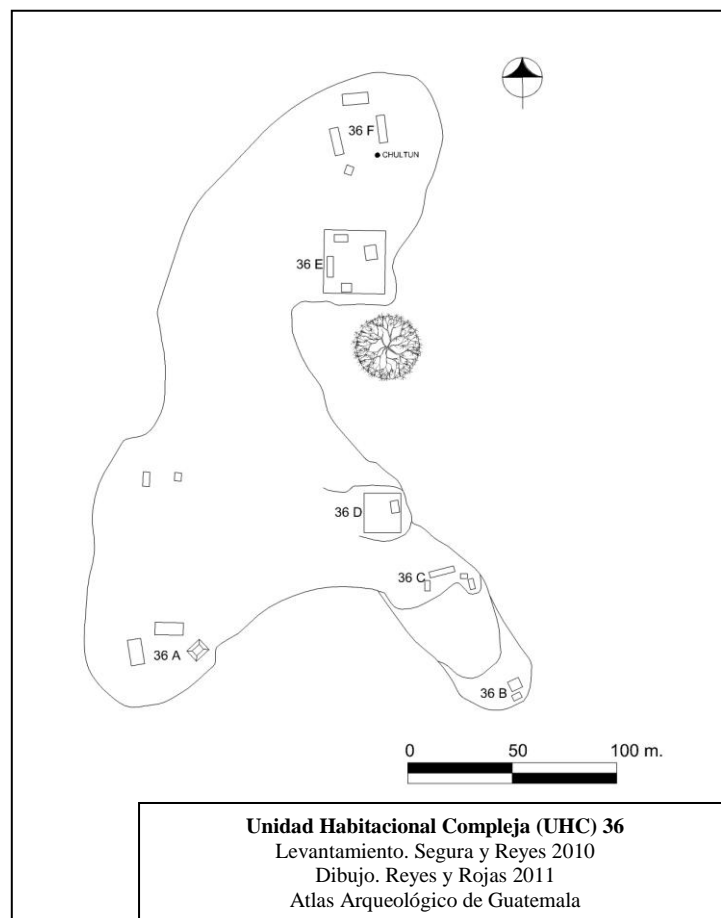 36 F
CHULTUN
36 E
36 D
36 C
36 A
36 B
0 50 100 m.
Unidad Habitacional Compleja (UHC) 36
Levantamiento. Segura y Reyes 2010
Dibujo. Reyes y Rojas 2011
Atlas Arqueológico de Guatemala